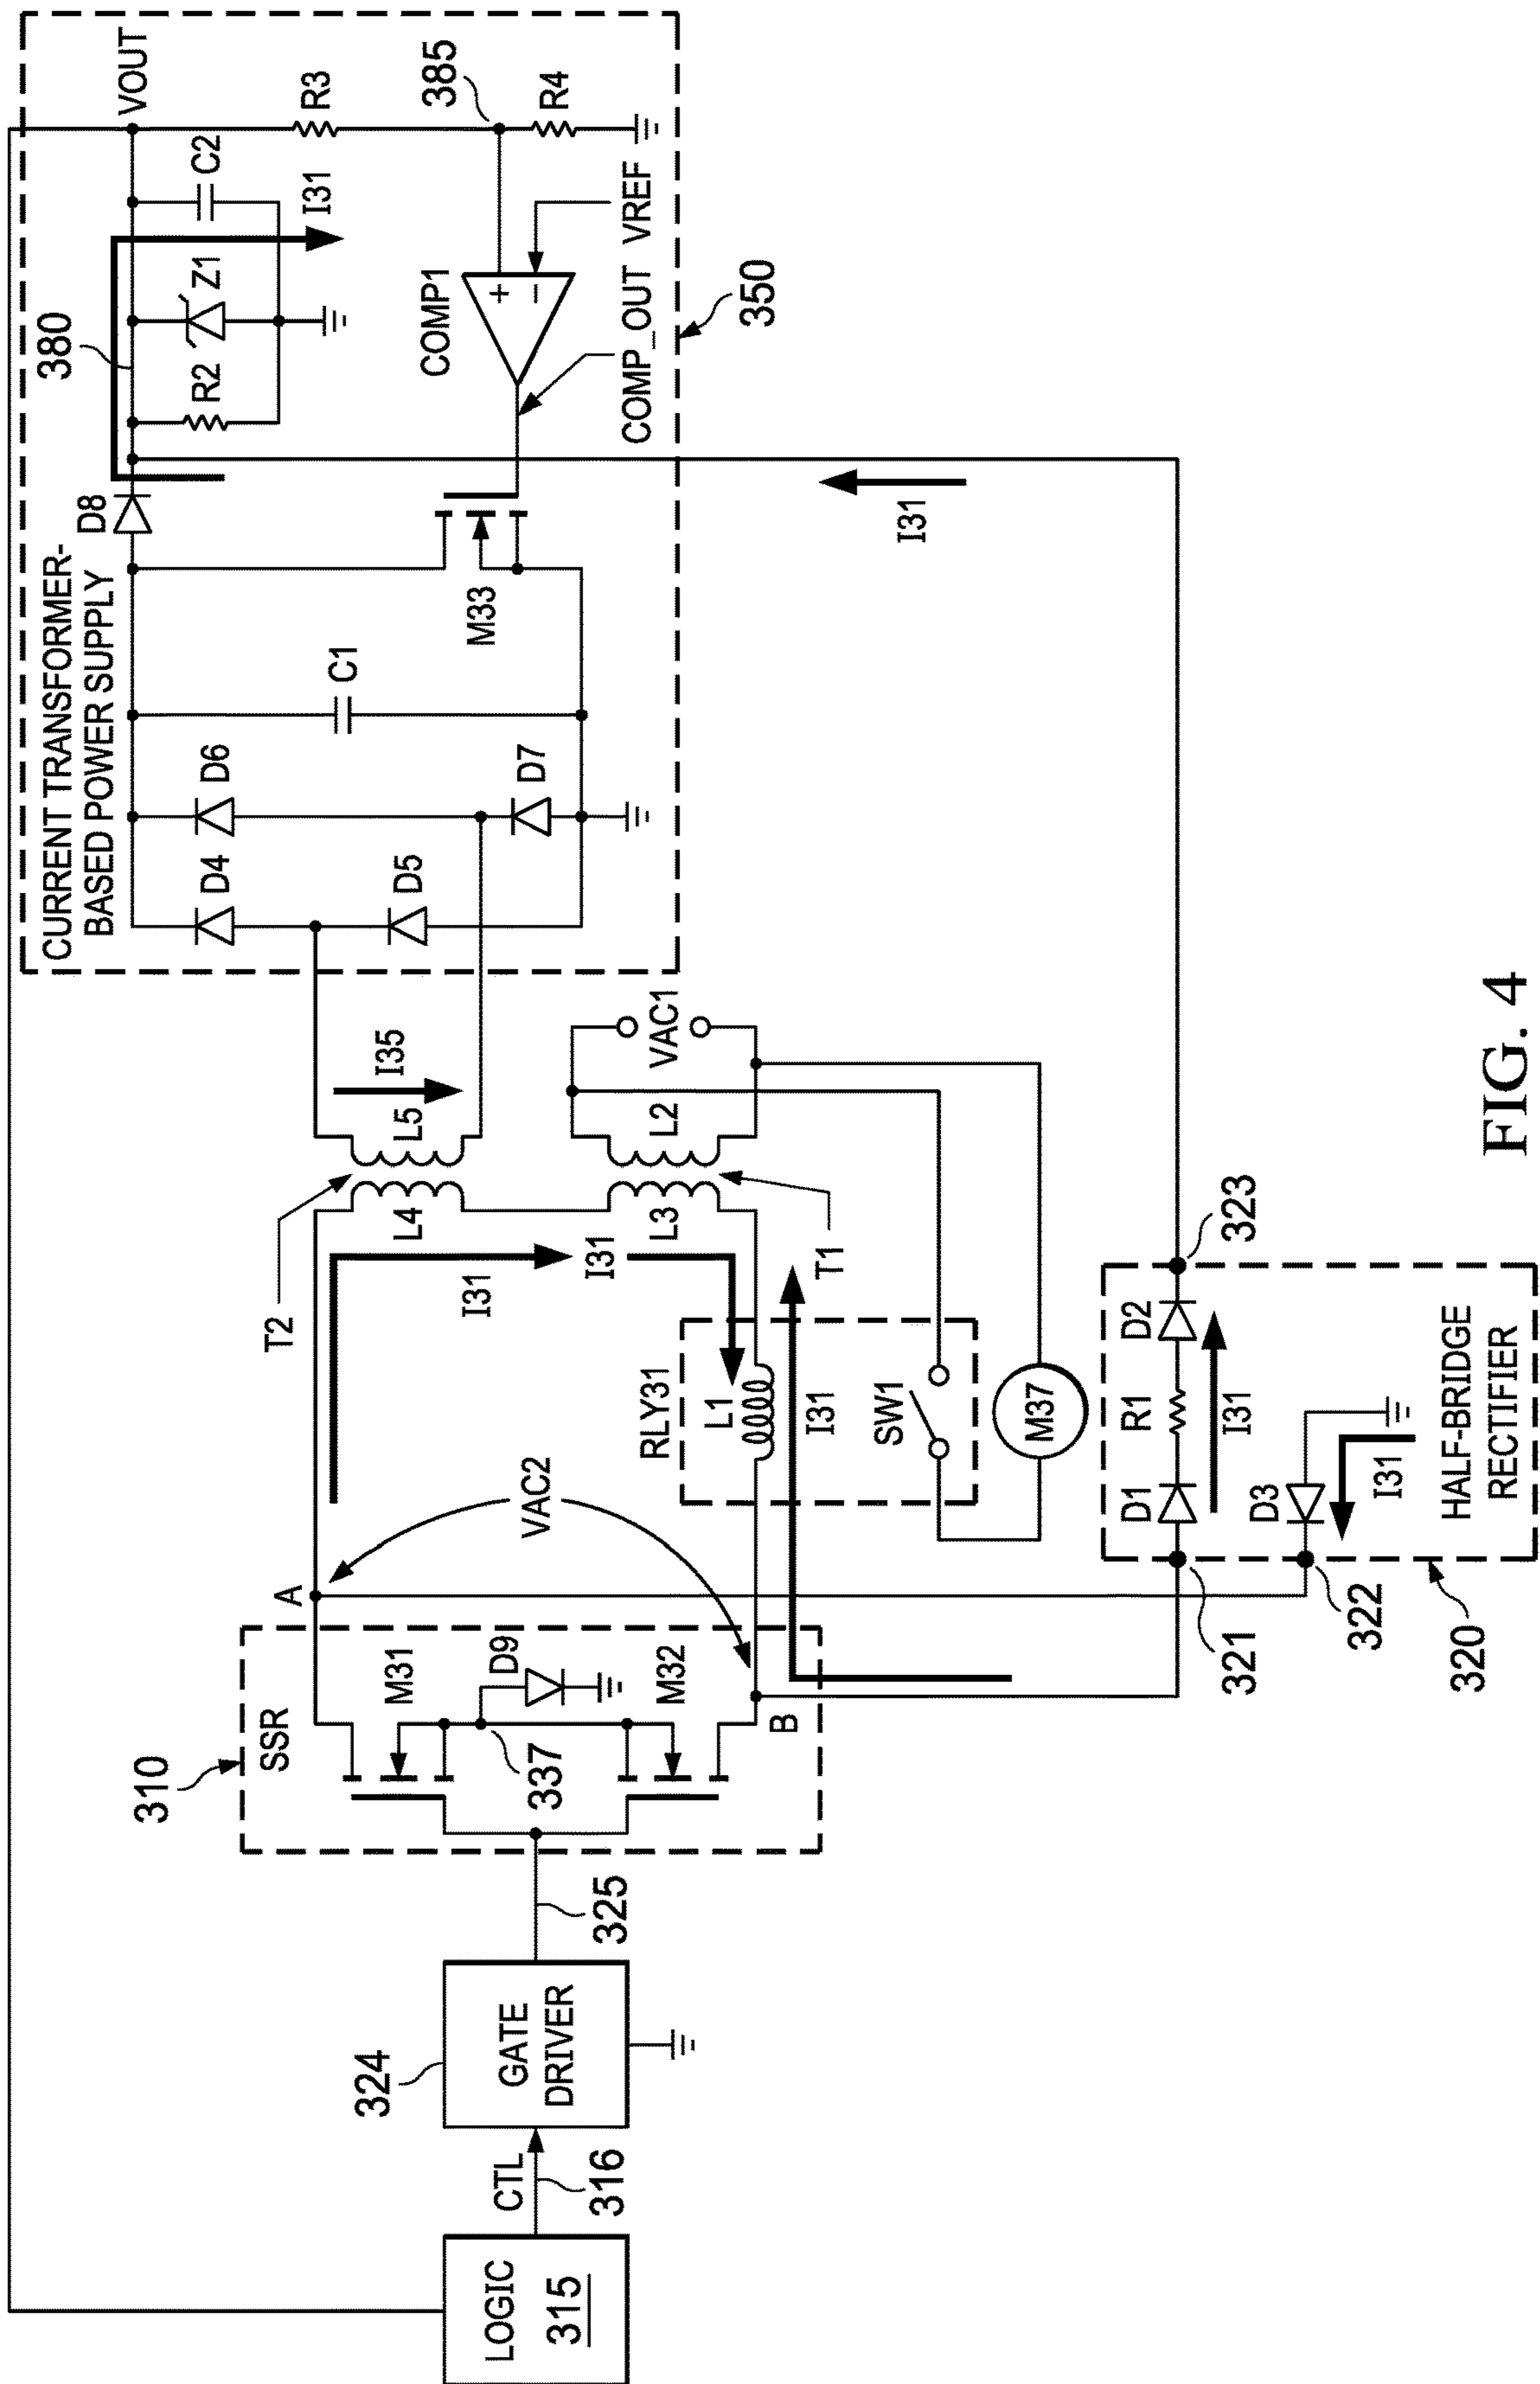 CURRENT TRANSFORMER-
BASED POWER SUPPLY
380
VOUT
D8
D4
D6
D5
D7
C1
M33
R2
Z1
C2
I31
R3
385
R4
COMP1
+
−
COMP_OUT
VREF
350
310
SSR
A
M31
D9
337
M32
B
VAC2
T2
L4
L5
I35
I31
I31
L3
L2
VAC1
T1
RLY31
L1
I31
SW1
M37
I31
LOGIC
315
CTL
316
324
GATE
DRIVER
325
321
D1
R1
D2
323
I31
322
D3
I31
320
HALF-BRIDGE
RECTIFIER
FIG. 4